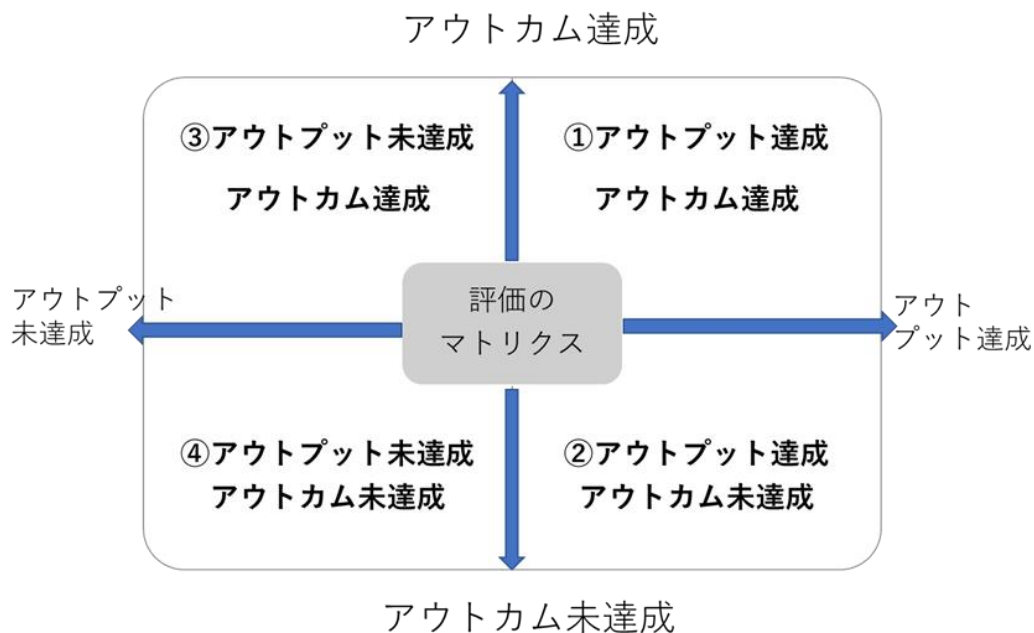 アウトカム達成
③アウトプット未達成
アウトカム達成
①アウトプット達成
アウトカム達成
アウトプット
未達成
評価の
マトリクス
アウト
プット達成
④アウトプット未達成
アウトカム未達成
②アウトプット達成
アウトカム未達成
アウトカム未達成